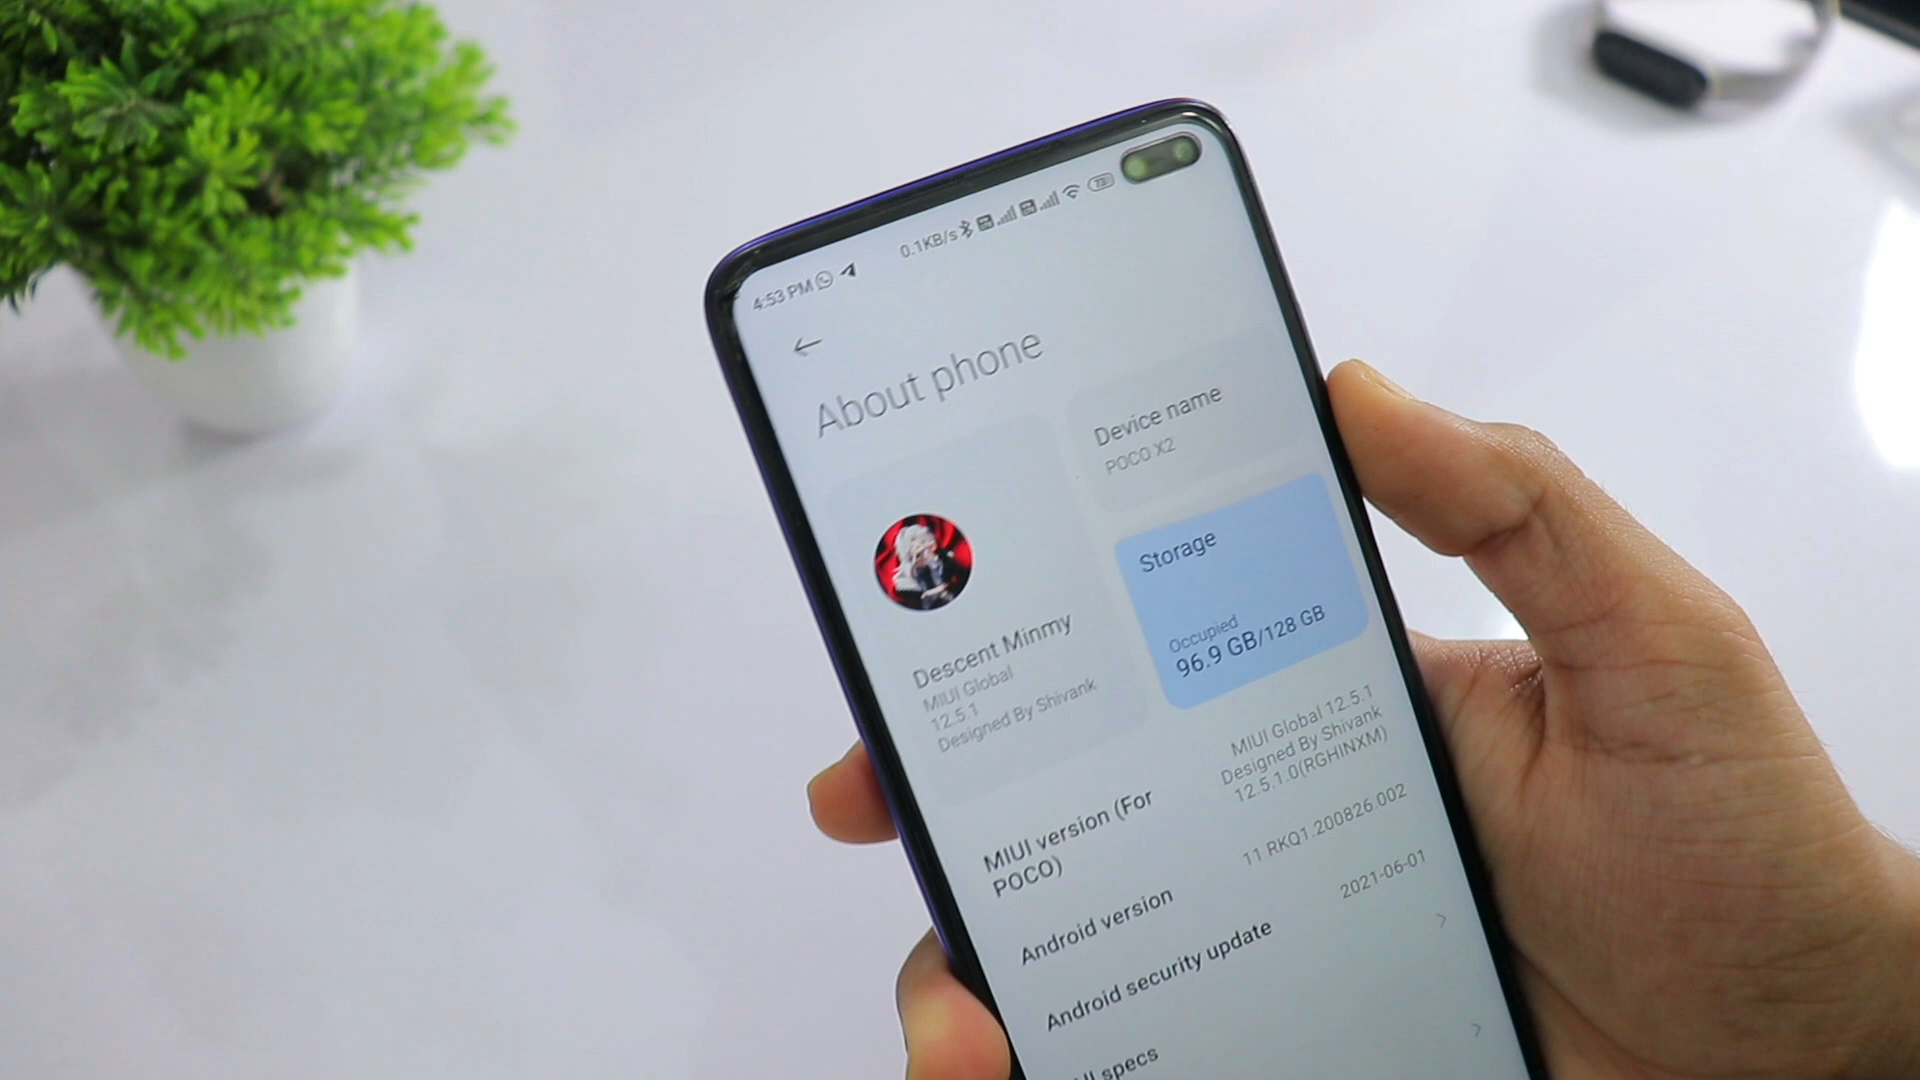 4:53 PM
0.1KB/s
73
About phone
Device name
POCO X2
Storage
Occupied
96.9 GB/128 GB
Descent Minmy
MIUI Global
12.5.1
Designed By Shivank
MIUI version (For
POCO)
MIUI Global 12.5.1
Designed By Shivank
12.5.1.0(RGHINXM)
Android version
11 RKQ1.200826.002
Android security update
2021-06-01
specs